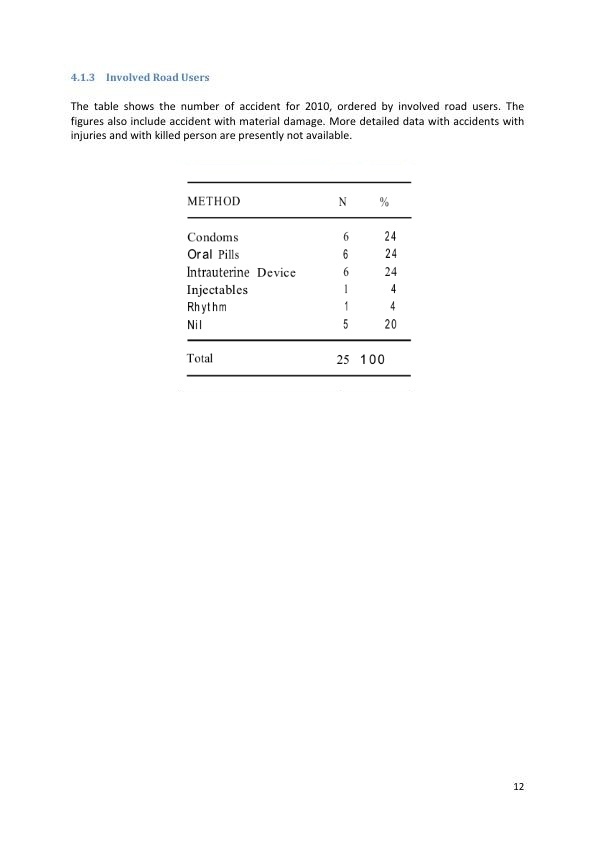 4.1.3 Involved Road Users
The table shows the number of accident for 2010, ordered by involved road users. The
figures also include accident with material damage. More detailed data with accidents with
injuries and with killed person are presently not available.
METHOD N %
Condoms 6 24
Oral Pills 6 24
Intrauterine Device 6 24
Injectables 1 4
Rhythm 1 4
Nil 5 20
Total 25 100
12